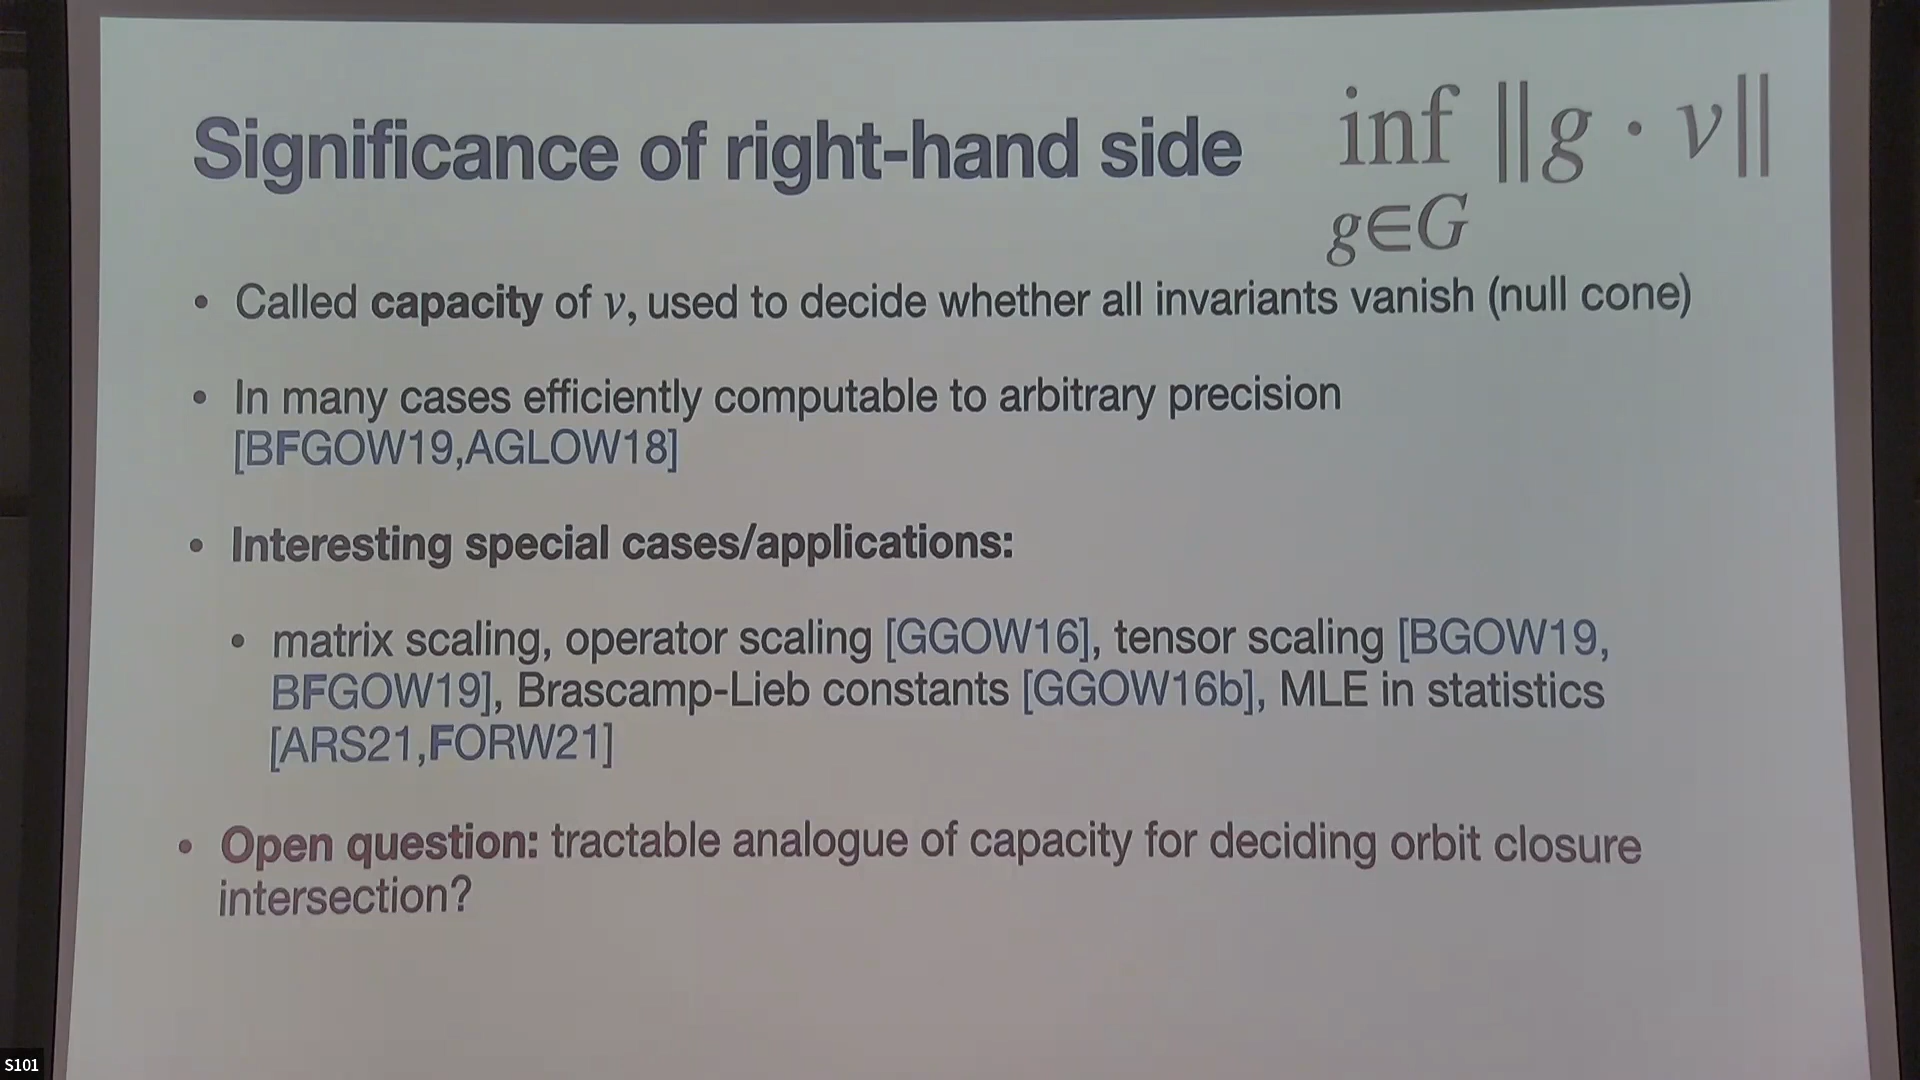 Significance of right-hand side
inf ||g · v||
g∈G
• Called capacity of v, used to decide whether all invariants vanish (null cone)
• In many cases efficiently computable to arbitrary precision
[BFGOW19,AGLOW18]
• Interesting special cases/applications:
• matrix scaling, operator scaling [GGOW16], tensor scaling [BGOW19,
BFGOW19], Brascamp-Lieb constants [GGOW16b], MLE in statistics
[ARS21,FORW21]
• Open question: tractable analogue of capacity for deciding orbit closure
intersection?
S101